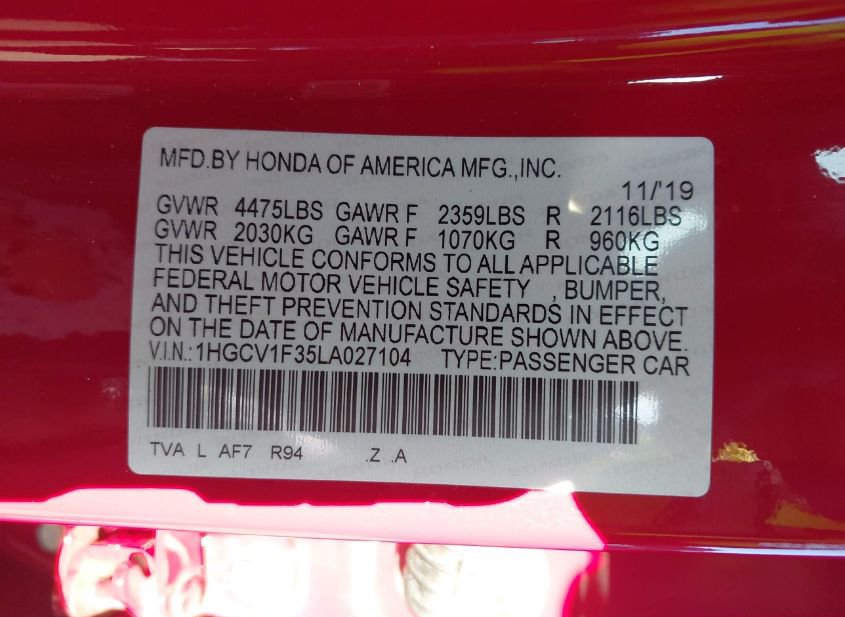 MFD.BY HONDA OF AMERICA MFG.,INC.
11/'19
GVWR 4475LBS GAWR F 2359LBS R 2116LBS
GVWR 2030KG GAWR F 1070KG R 960KG
THIS VEHICLE CONFORMS TO ALL APPLICABLE
FEDERAL MOTOR VEHICLE SAFETY , BUMPER,
AND THEFT PREVENTION STANDARDS IN EFFECT
ON THE DATE OF MANUFACTURE SHOWN ABOVE.
V.I.N.:1HGCV1F35LA027104 TYPE:PASSENGER CAR
TVA L AF7 R94 .Z .A